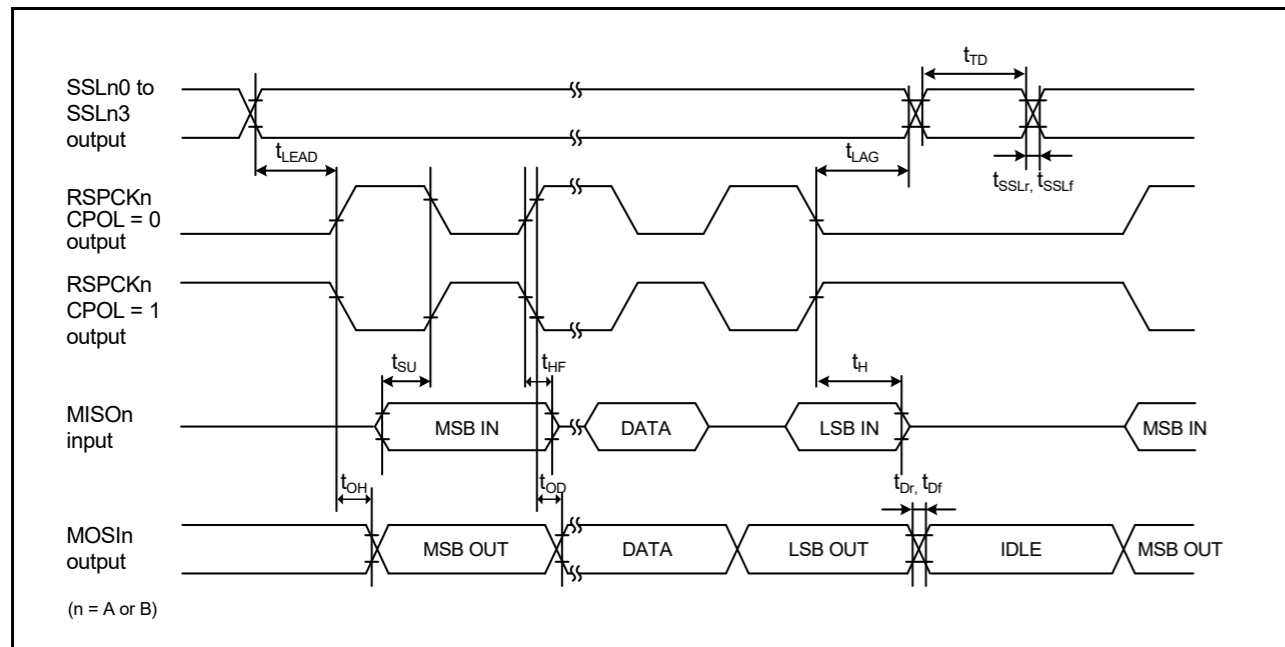 tTD
SSLn0 to
SSLn3
output
tLEAD
tLAG
tSSLr, tSSLf
RSPCKn
CPOL = 0
output
RSPCKn
CPOL = 1
output
tSU
tHF
tH
MISOn
input
MSB IN
DATA
LSB IN
MSB IN
tOH
tOD
tDr, tDf
MOSIn
output
MSB OUT
DATA
LSB OUT
IDLE
MSB OUT
(n = A or B)